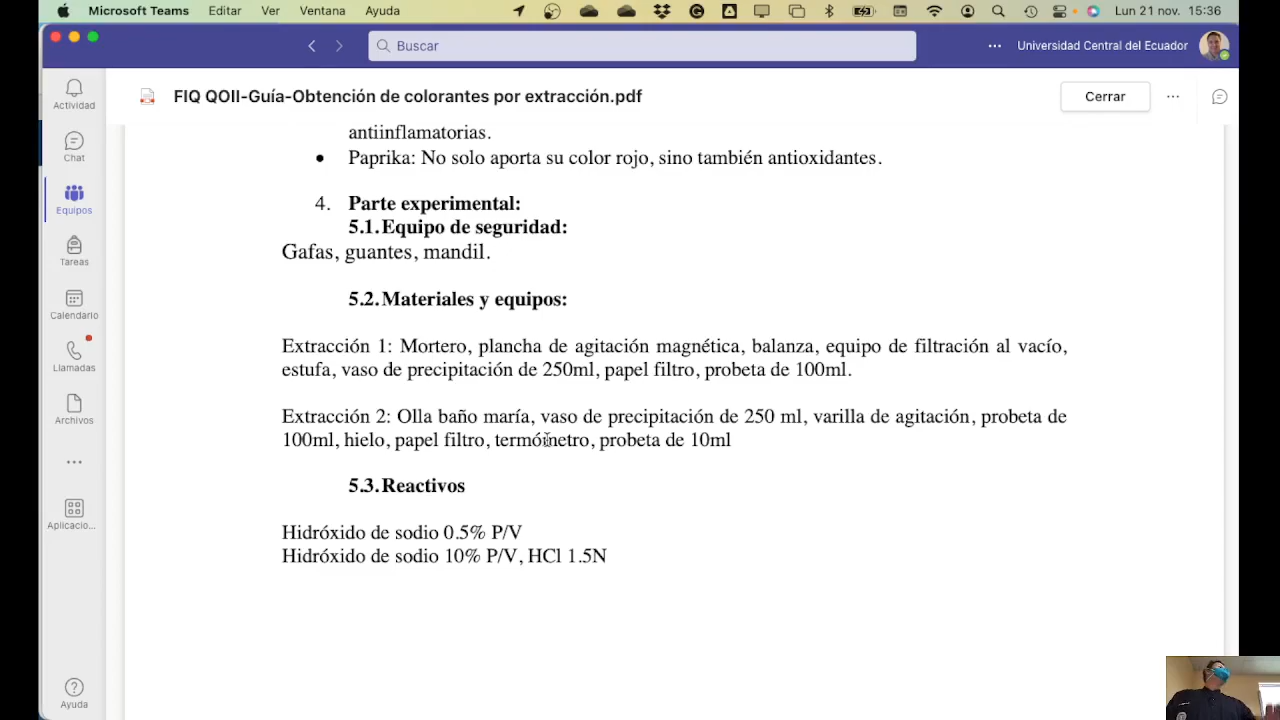 Microsoft Teams Editar Ver Ventana Ayuda Lun 21 nov. 15:36
Buscar
Universidad Central del Ecuador
FIQ QOII-Guía-Obtención de colorantes por extracción.pdf
Cerrar
Actividad
Chat
Equipos
Tareas
Calendario
Llamadas
Archivos
Aplicacio...
Ayuda
antiinflamatorias.
• Paprika: No solo aporta su color rojo, sino también antioxidantes.
4. Parte experimental:
5.1. Equipo de seguridad:
Gafas, guantes, mandil.
5.2. Materiales y equipos:
Extracción 1: Mortero, plancha de agitación magnética, balanza, equipo de filtración al vacío,
estufa, vaso de precipitación de 250ml, papel filtro, probeta de 100ml.
Extracción 2: Olla baño maría, vaso de precipitación de 250 ml, varilla de agitación, probeta de
100ml, hielo, papel filtro, termómetro, probeta de 10ml
5.3. Reactivos
Hidróxido de sodio 0.5% P/V
Hidróxido de sodio 10% P/V, HCl 1.5N